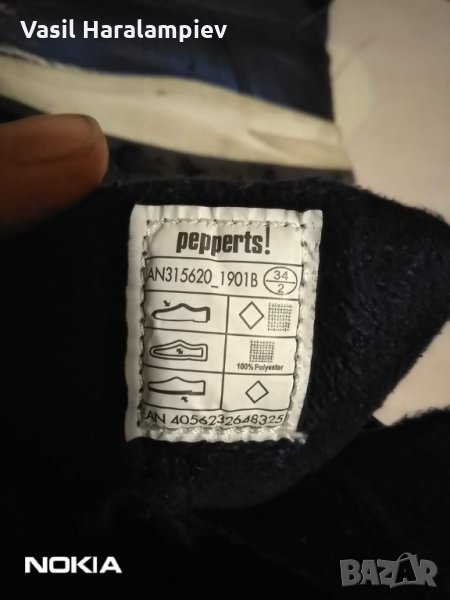 Vasil Haralampiev
pepperts!
IAN315620_1901B 34
2
100% Polyester
EAN 4056232648325
NOKIA
BAZAR